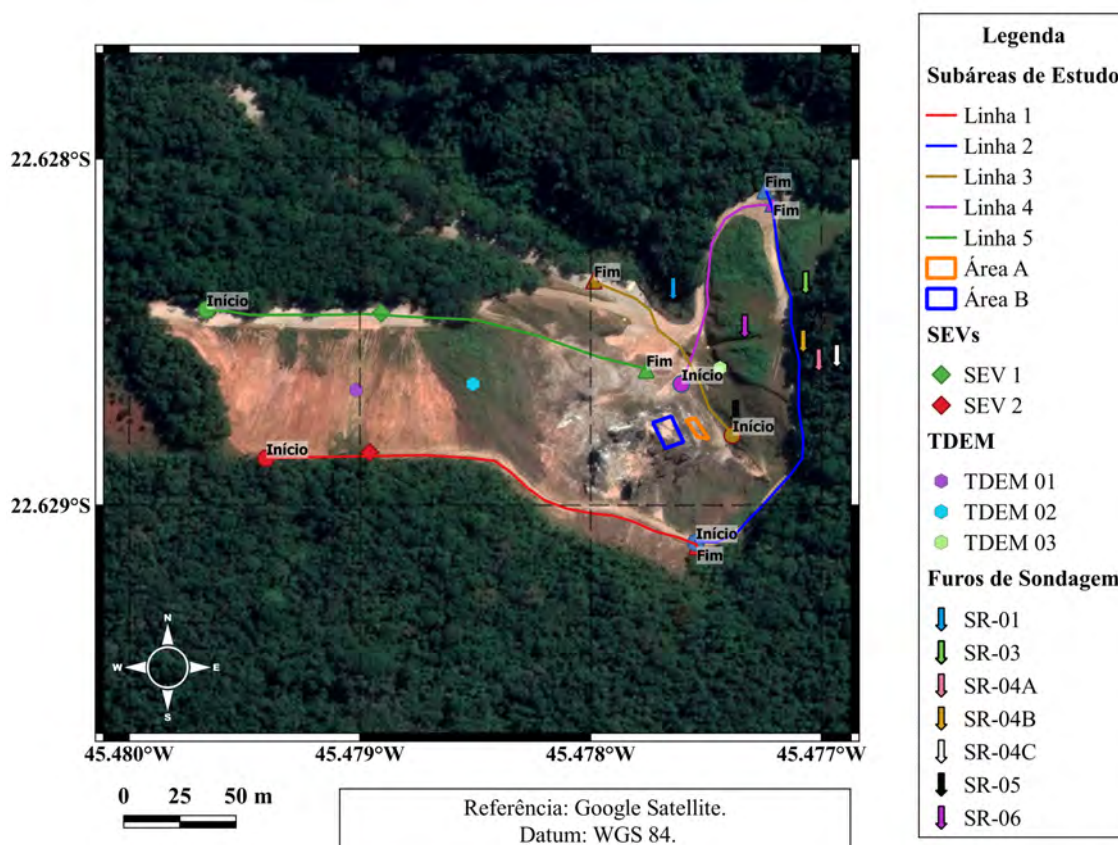 22.628°S
22.629°S
45.480°W
45.479°W
45.478°W
45.477°W
Início
Fim
Fim
Fim
Fim
Início
Início
Início
Início
Fim
N
W
E
S
0 25 50 m
Referência: Google Satellite.
Datum: WGS 84.
Legenda
Subáreas de Estudo
Linha 1
Linha 2
Linha 3
Linha 4
Linha 5
Área A
Área B
SEVs
SEV 1
SEV 2
TDEM
TDEM 01
TDEM 02
TDEM 03
Furos de Sondagem
SR-01
SR-03
SR-04A
SR-04B
SR-04C
SR-05
SR-06